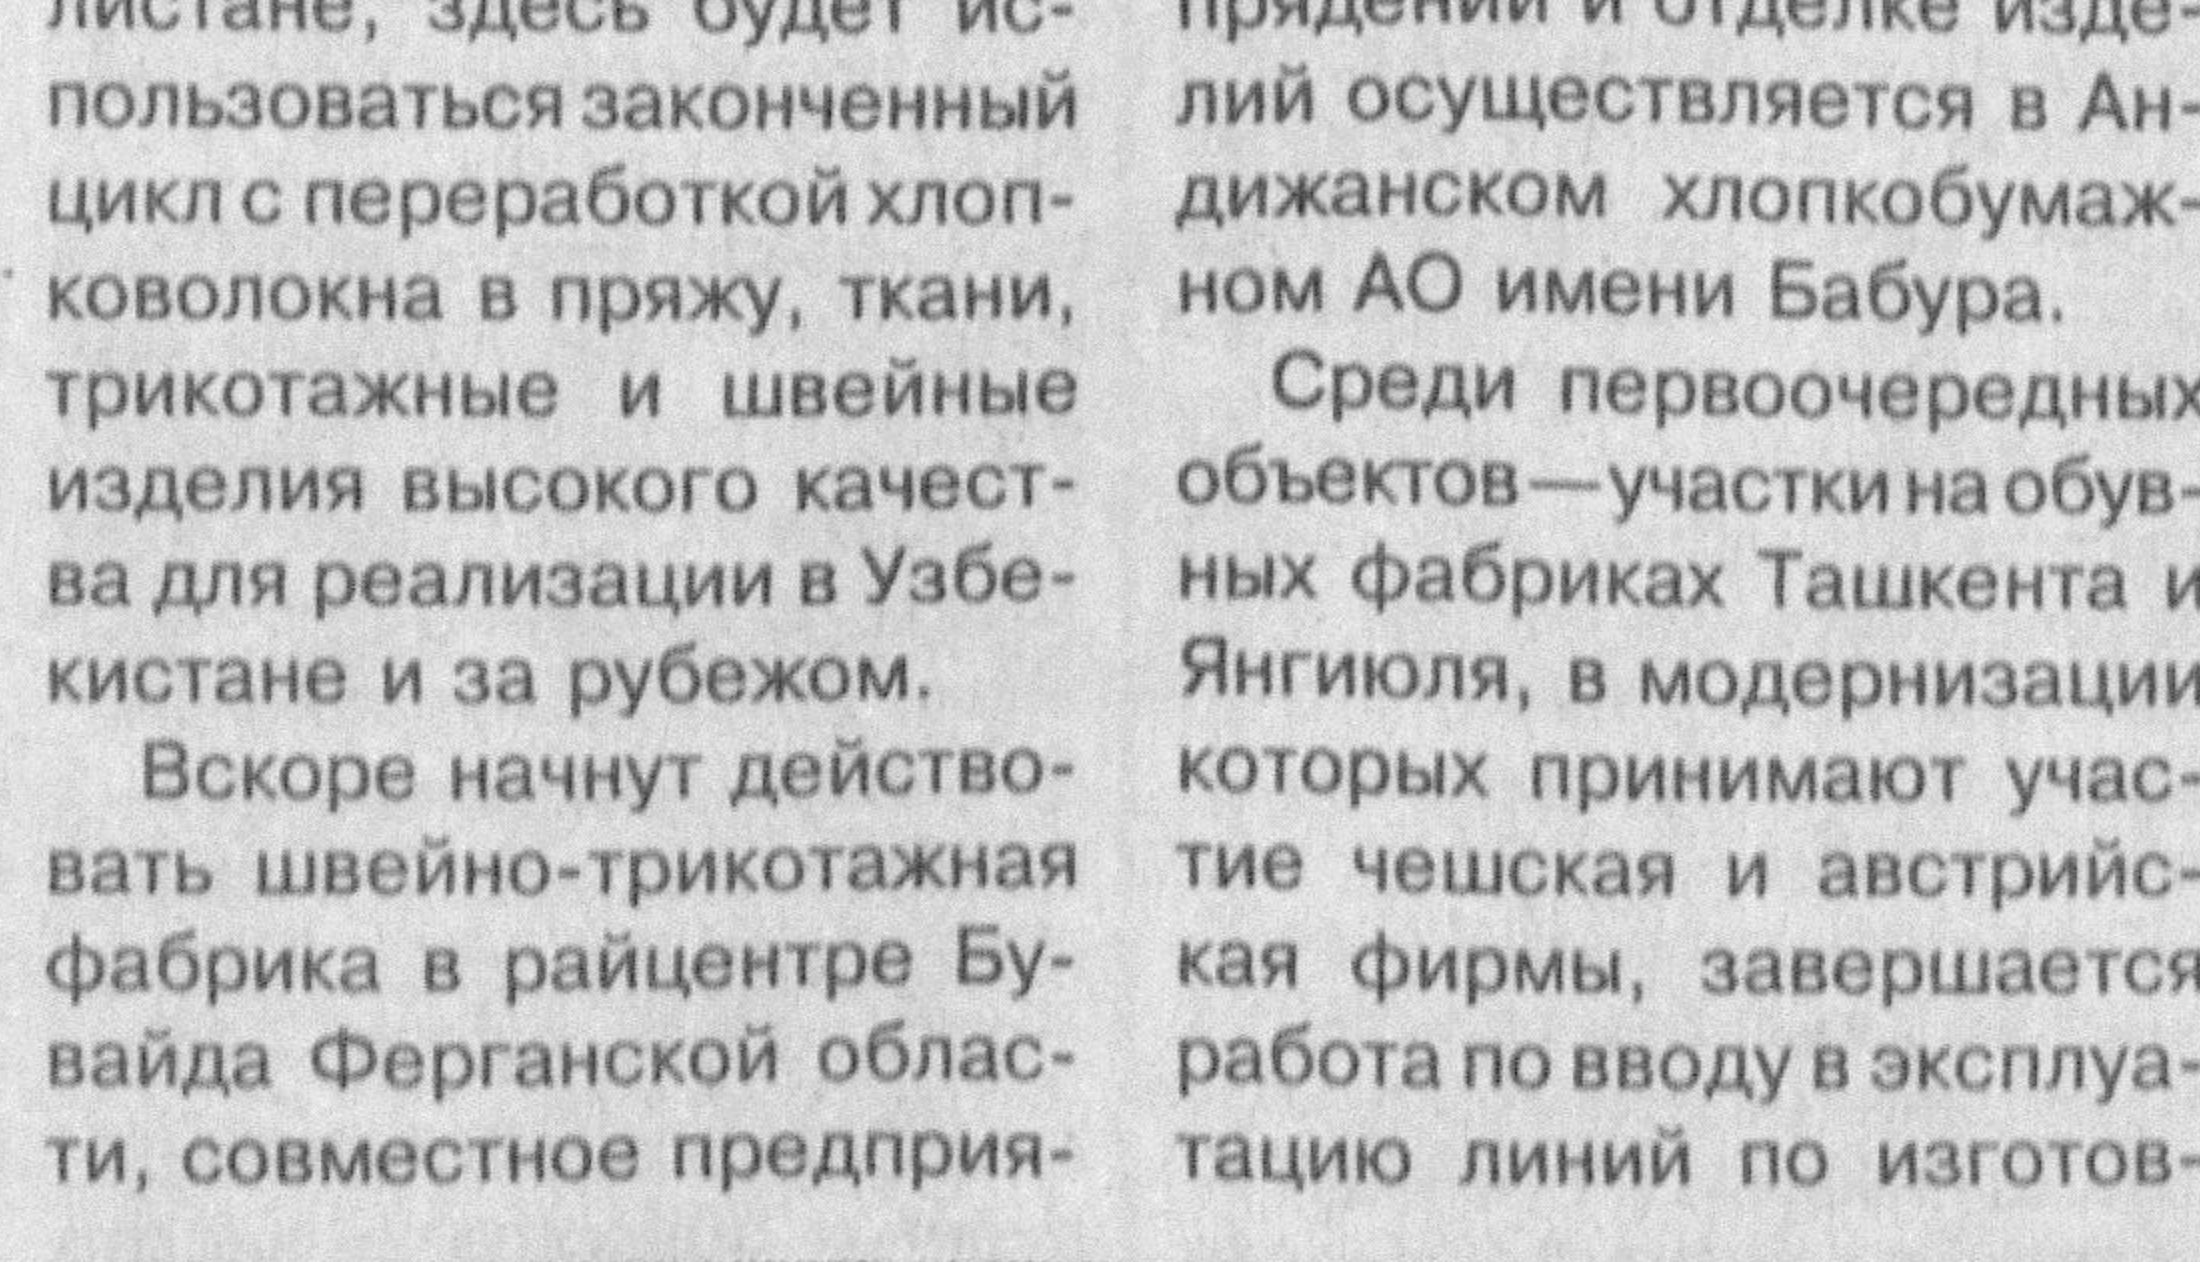 листане, здесь будет ис-
пользоваться законченный
цикл с переработкой хлоп-
коволокна в пряжу, ткани,
трикотажные и швейные
изделия высокого качест-
ва для реализации в Узбе-
кистане и за рубежом.
Вскоре начнут действо-
вать швейно-трикотажная
фабрика в райцентре Бу-
вайда Ферганской облас-
ти, совместное предприя-
прядении и отделке изде-
лий осуществляется в Ан-
дижанском хлопкобумаж-
ном АО имени Бабура.
Среди первоочередных
объектов—участки на обув-
ных фабриках Ташкента и
Янгиюля, в модернизации
которых принимают учас-
тие чешская и австрийс-
кая фирмы, завершается
работа по вводу в эксплуа-
тацию линий по изготов-